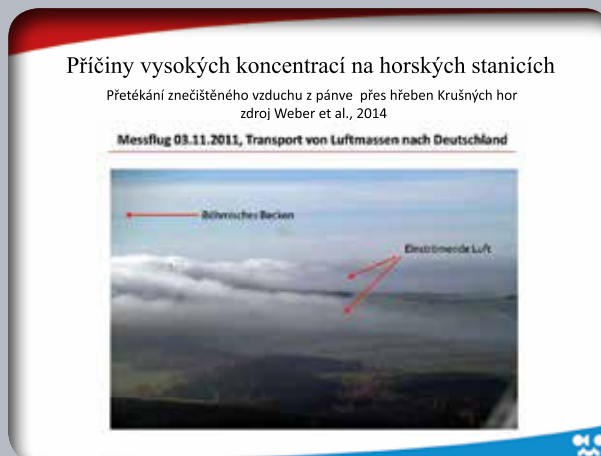 Příčiny vysokých koncentrací na horských stanicích
Přetékání znečištěného vzduchu z pánve  přes hřeben Krušných hor
zdroj Weber et al., 2014
Messflug 03.11.2011, Transport von Luftmassen nach Deutschland
Böhmisches Becken
Einströmende Luft